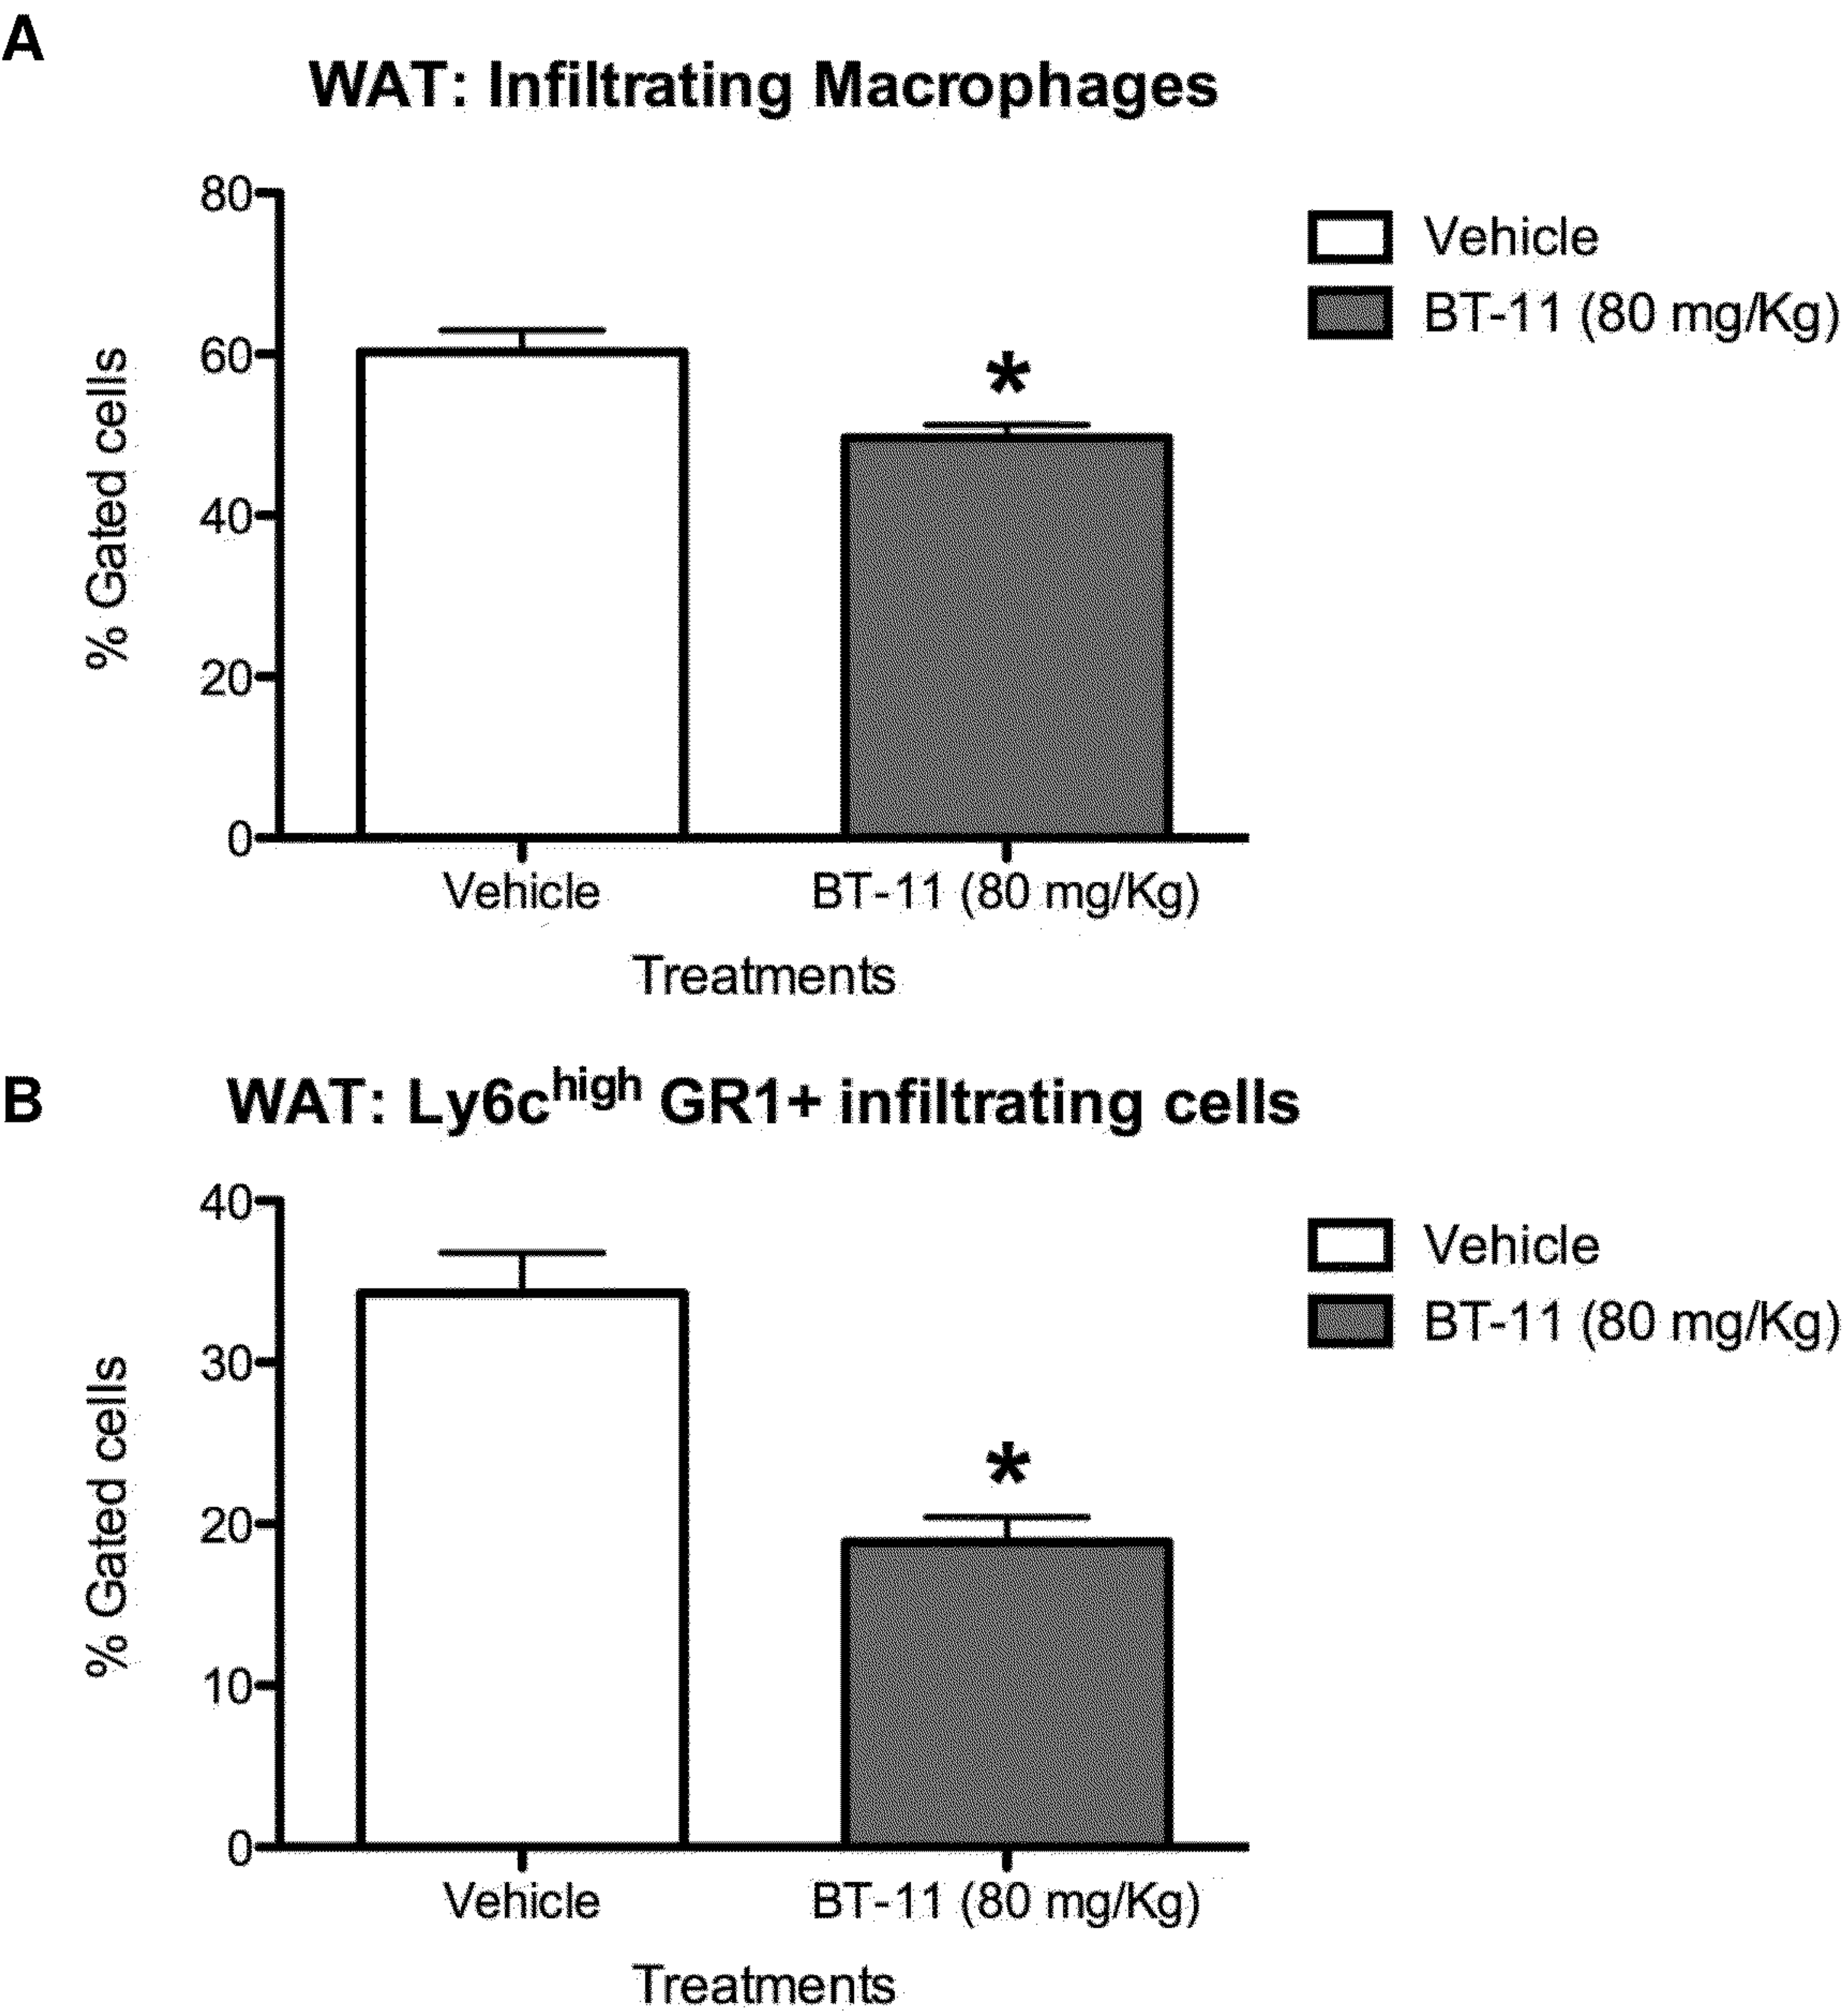 A
WAT: Infiltrating Macrophages
80
60
40
20
0
% Gated cells
*
Vehicle
BT-11 (80 mg/Kg)
Vehicle
BT-11 (80 mg/Kg)
Treatments
B
WAT: Ly6c^high GR1+ infiltrating cells
40
30
20
10
0
% Gated cells
*
Vehicle
BT-11 (80 mg/Kg)
Vehicle
BT-11 (80 mg/Kg)
Treatments